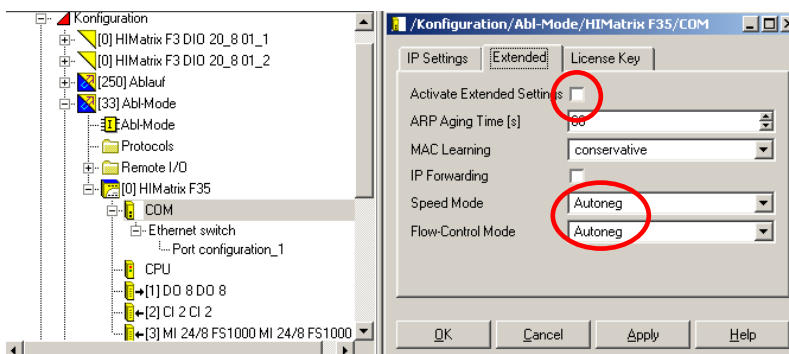 Konfiguration
[0] HIMatrix F3 DIO 20_8 01_1
[0] HIMatrix F3 DIO 20_8 01_2
[250] Ablauf
[33] Abl-Mode
Abl-Mode
Protocols
Remote I/O
[0] HIMatrix F35
COM
Ethernet switch
Port configuration_1
CPU
[1] DO 8 DO 8
[2] CI 2 CI 2
[3] MI 24/8 FS1000 MI 24/8 FS1000
/Konfiguration/Abl-Mode/HIMatrix F35/COM
IP Settings Extended License Key
Activate Extended Settings
ARP Aging Time [s] 60
MAC Learning conservative
IP Forwarding
Speed Mode Autoneg
Flow-Control Mode Autoneg
OK Cancel Apply Help